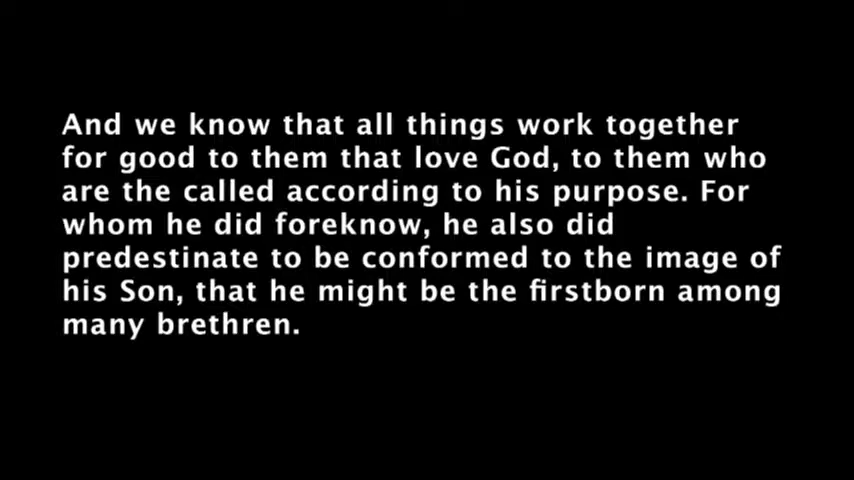 And we know that all things work together
for good to them that love God, to them who
are the called according to his purpose. For
whom he did foreknow, he also did
predestinate to be conformed to the image of
his Son, that he might be the firstborn among
many brethren.